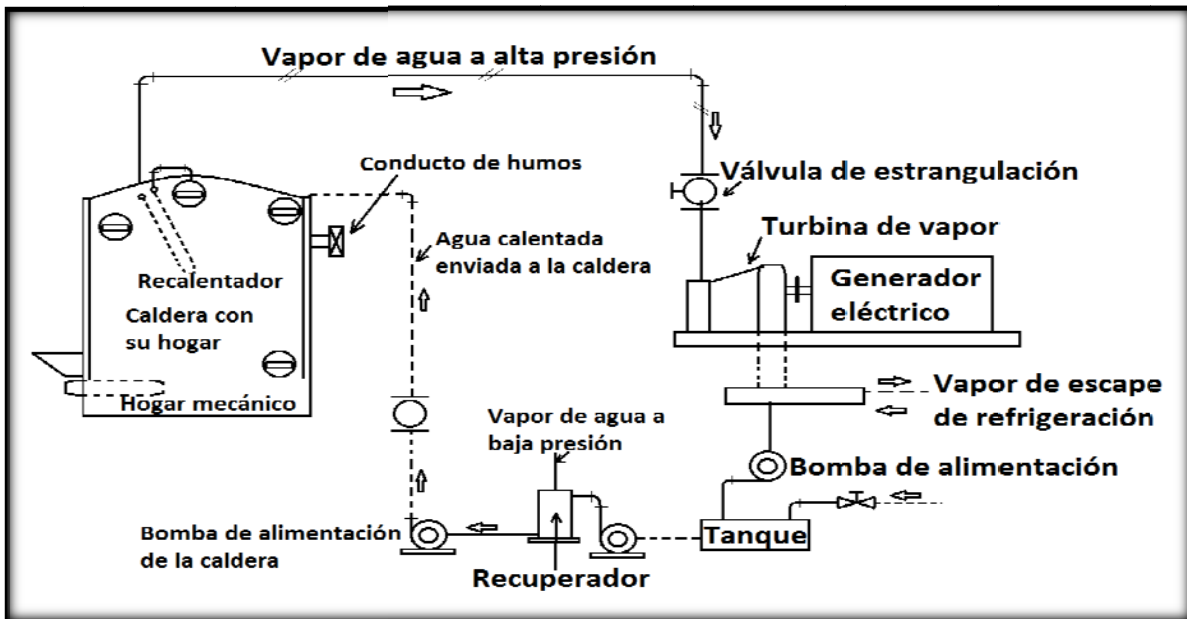 Vapor de agua a alta presión
Conducto de humos
Válvula de estrangulación
Turbina de vapor
Agua calentada
enviada a la caldera
Recalentador
Generador
eléctrico
Caldera con
su hogar
Hogar mecánico
Vapor de escape
de refrigeración
Vapor de agua a
baja presión
Bomba de alimentación
Bomba de alimentación
de la caldera
Tanque
Recuperador